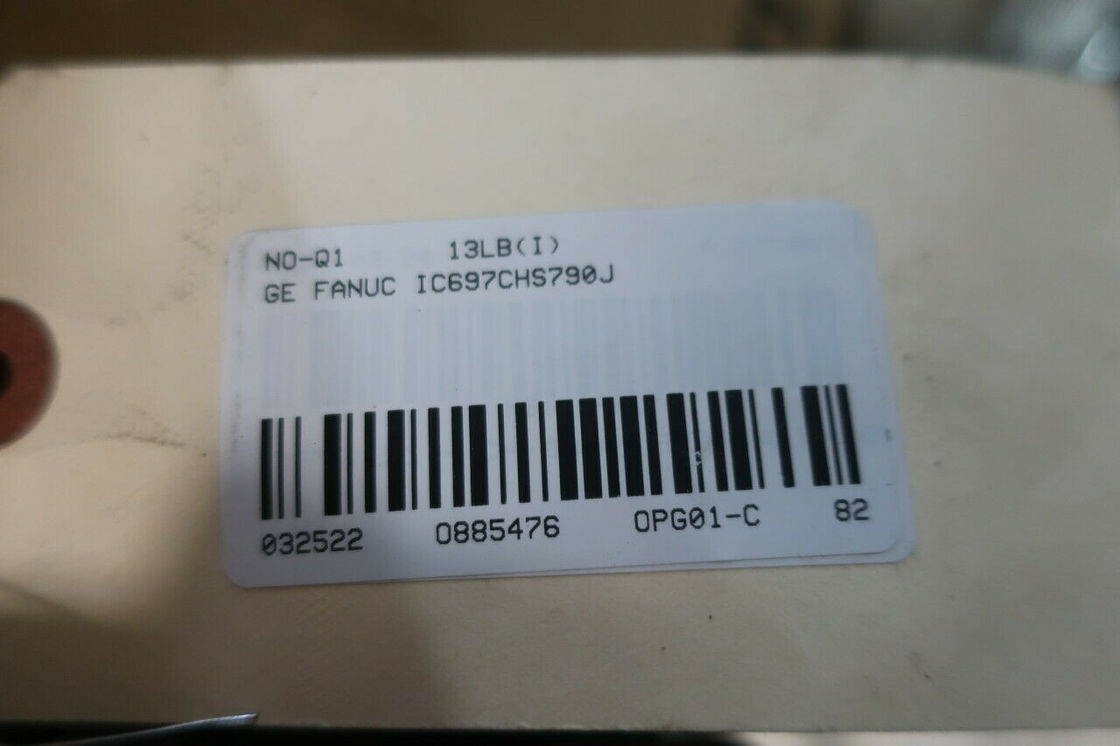 NO-Q1 13LB(I)
GE FANUC IC697CHS790J
032522 0885476 OPG01-C 82